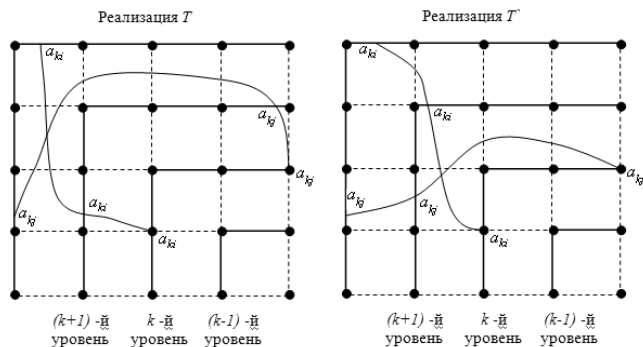 Реализация T
a_ki
a_kj
a_kj
a_ki
a_kj
a_ki
(k+1) -й уровень
k -й уровень
(k-1) -й уровень
Реализация T`
a_ki
a_ki
a_kj
a_kj
a_kj
a_ki
(k+1) -й уровень
k -й уровень
(k-1) -й уровень